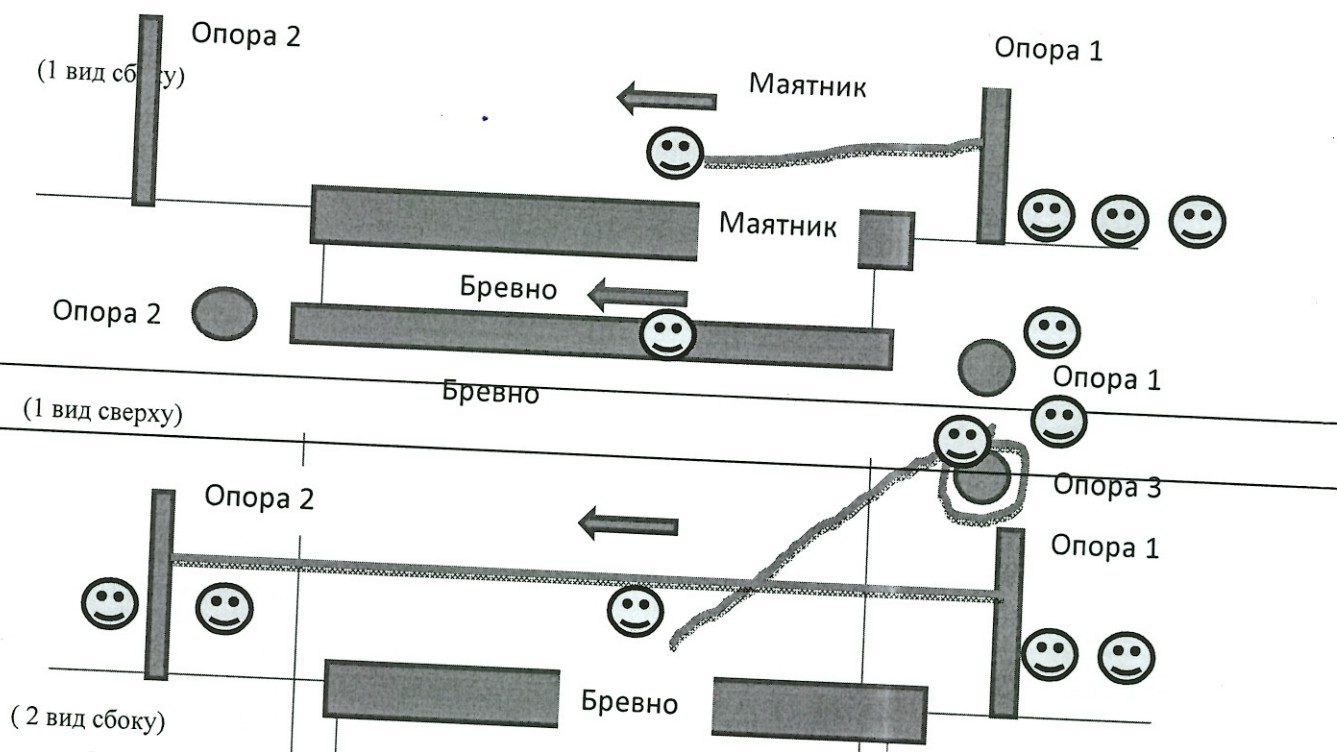 Опора 2
Опора 1
(1 вид сбоку)
Маятник
Маятник
Бревно
Опора 2
Опора 1
Бревно
(1 вид сверху)
Опора 3
Опора 2
Опора 1
Бревно
( 2 вид сбоку)